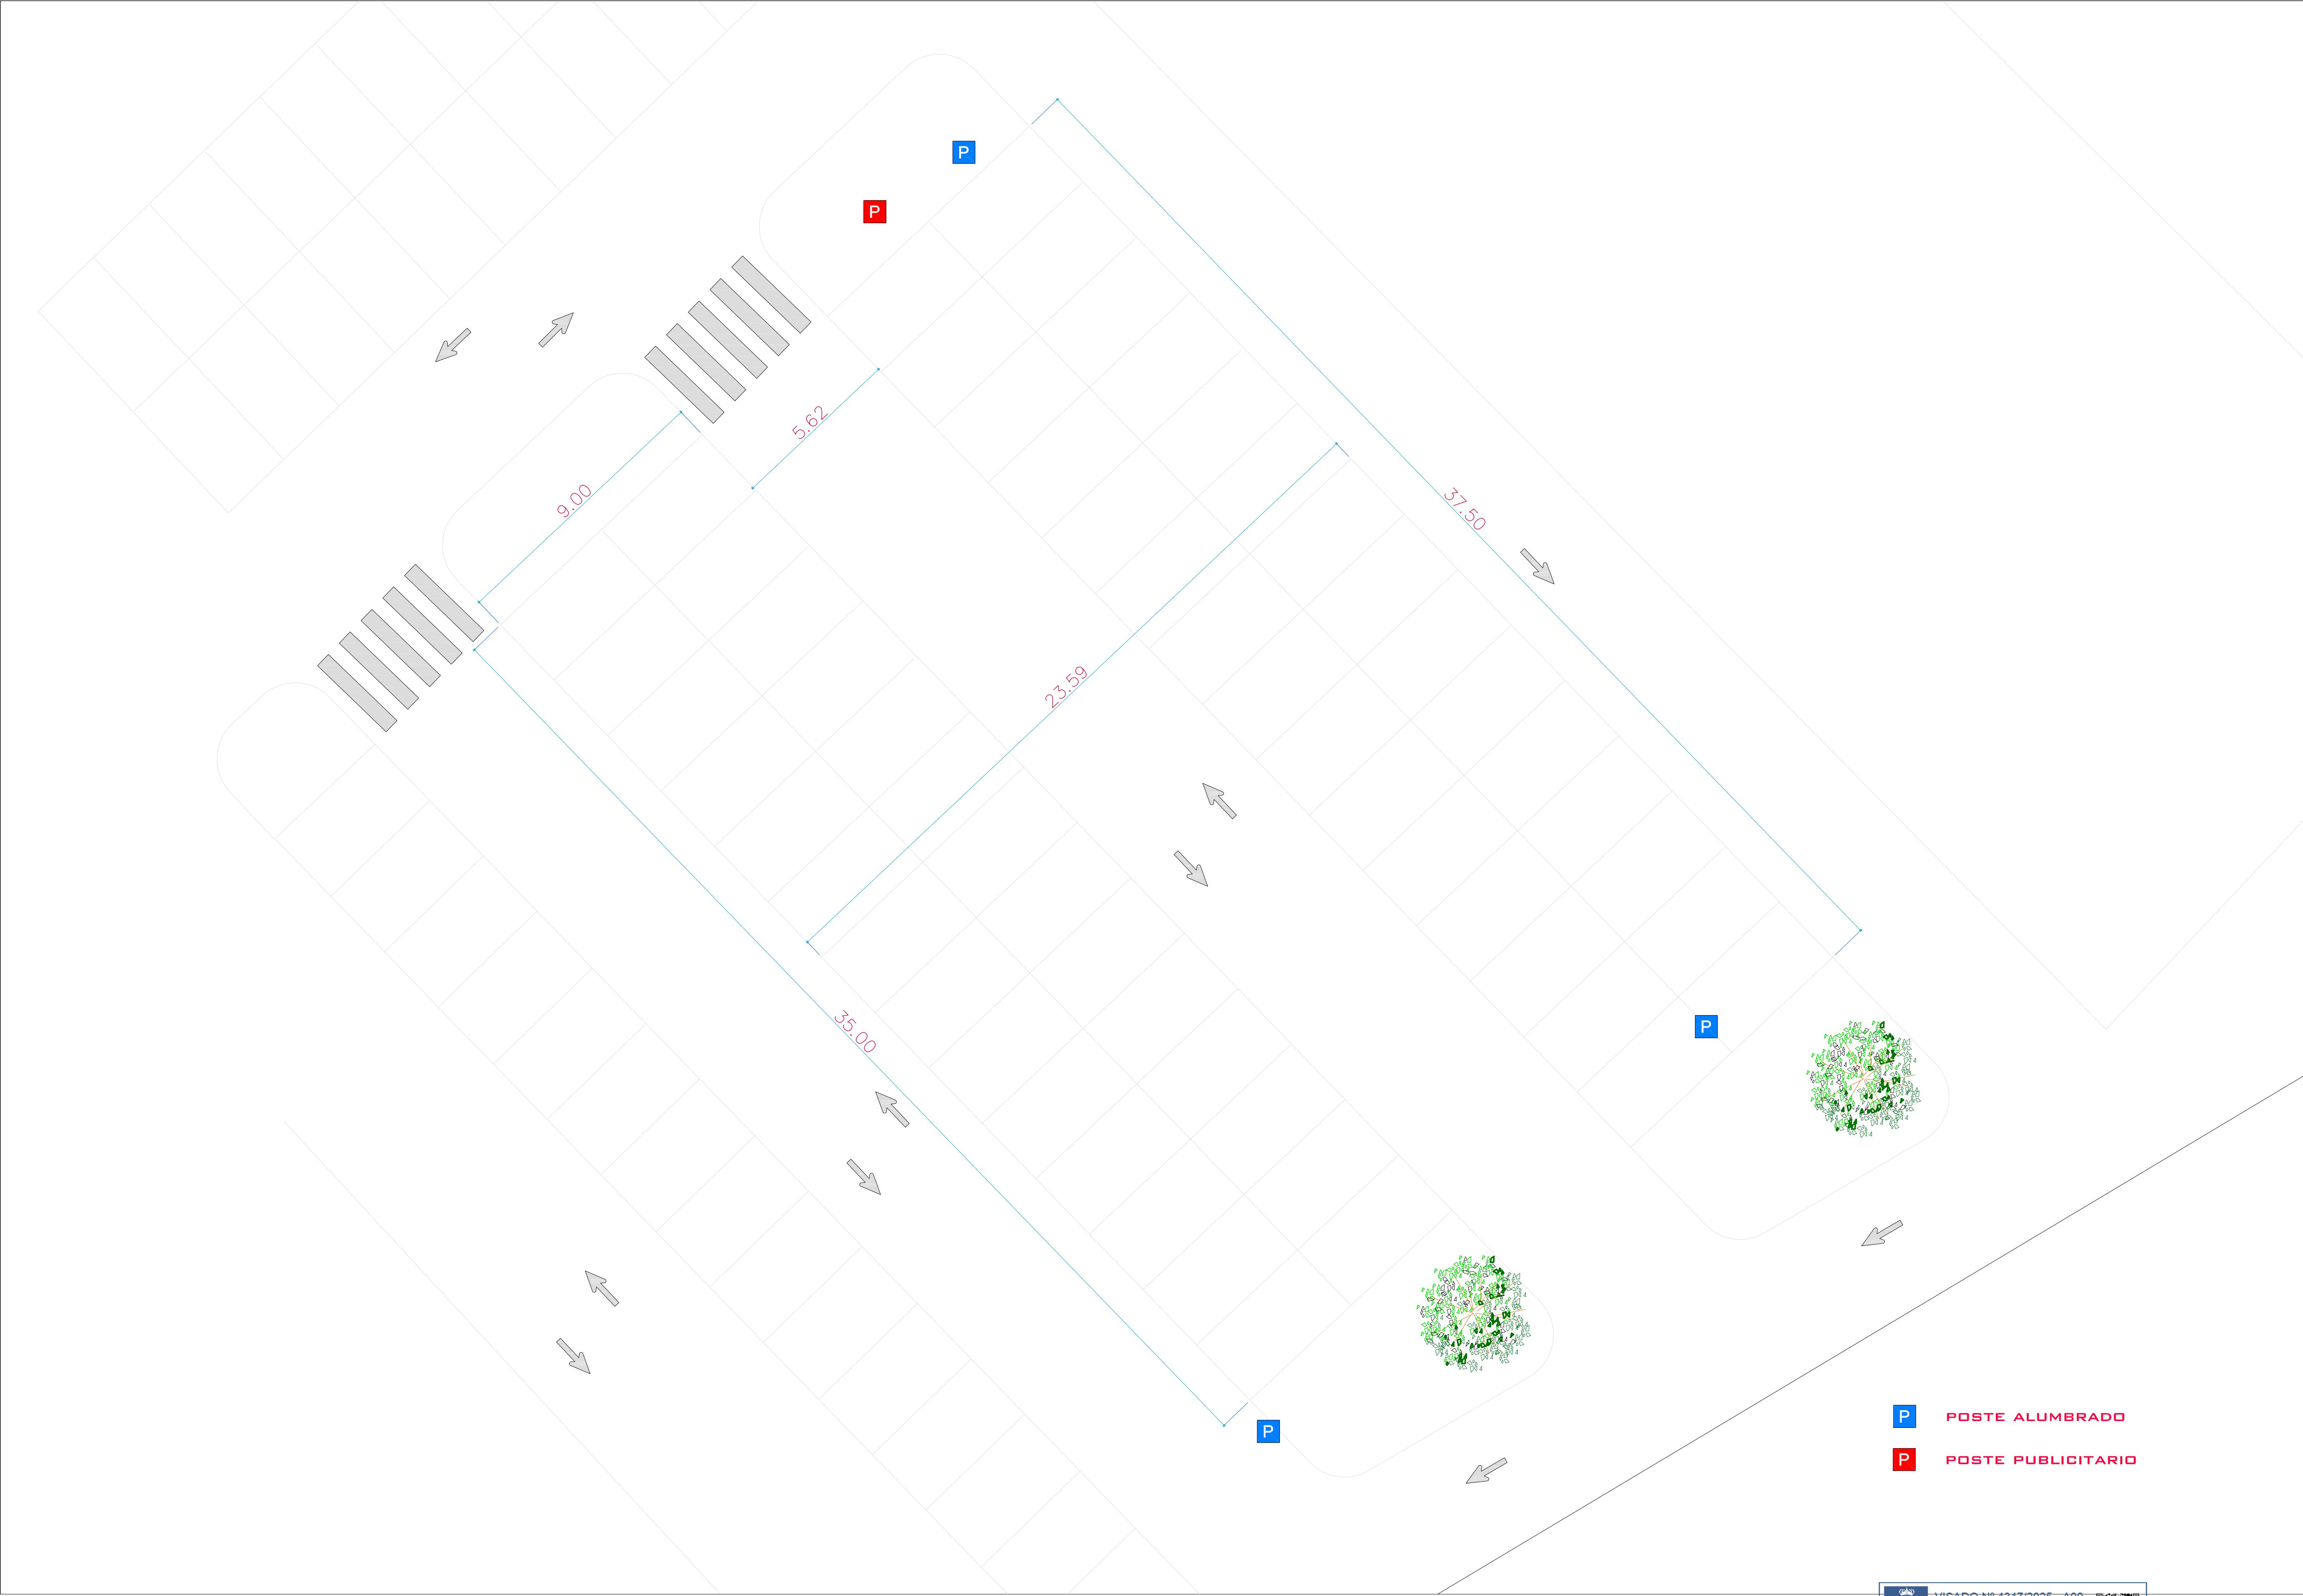 P
P
5.62
9.00
37.50
23.59
35.00
P
P
P POSTE ALUMBRADO
P POSTE PUBLICITARIO